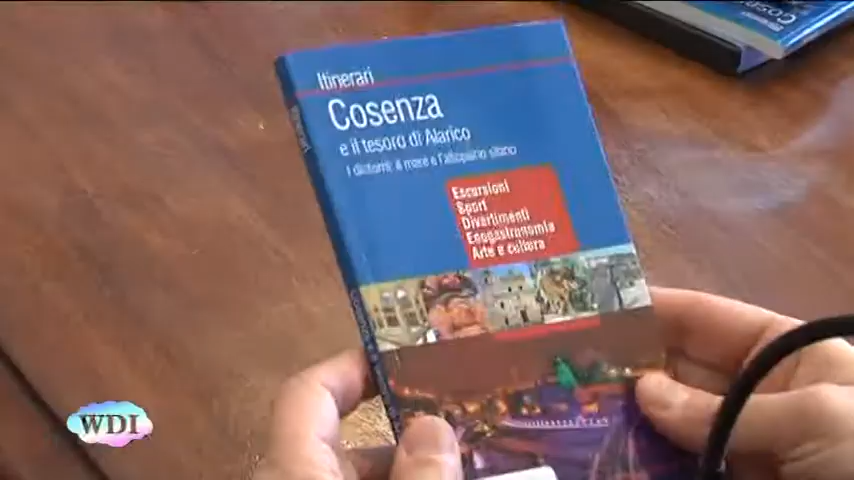 Itinerari
Cosenza
e il tesoro di Alarico
I dintorni, il mare e l'altopiano silano
Escursioni
Sport
Divertimenti
Enogastronomia
Arte e cultura
WDI